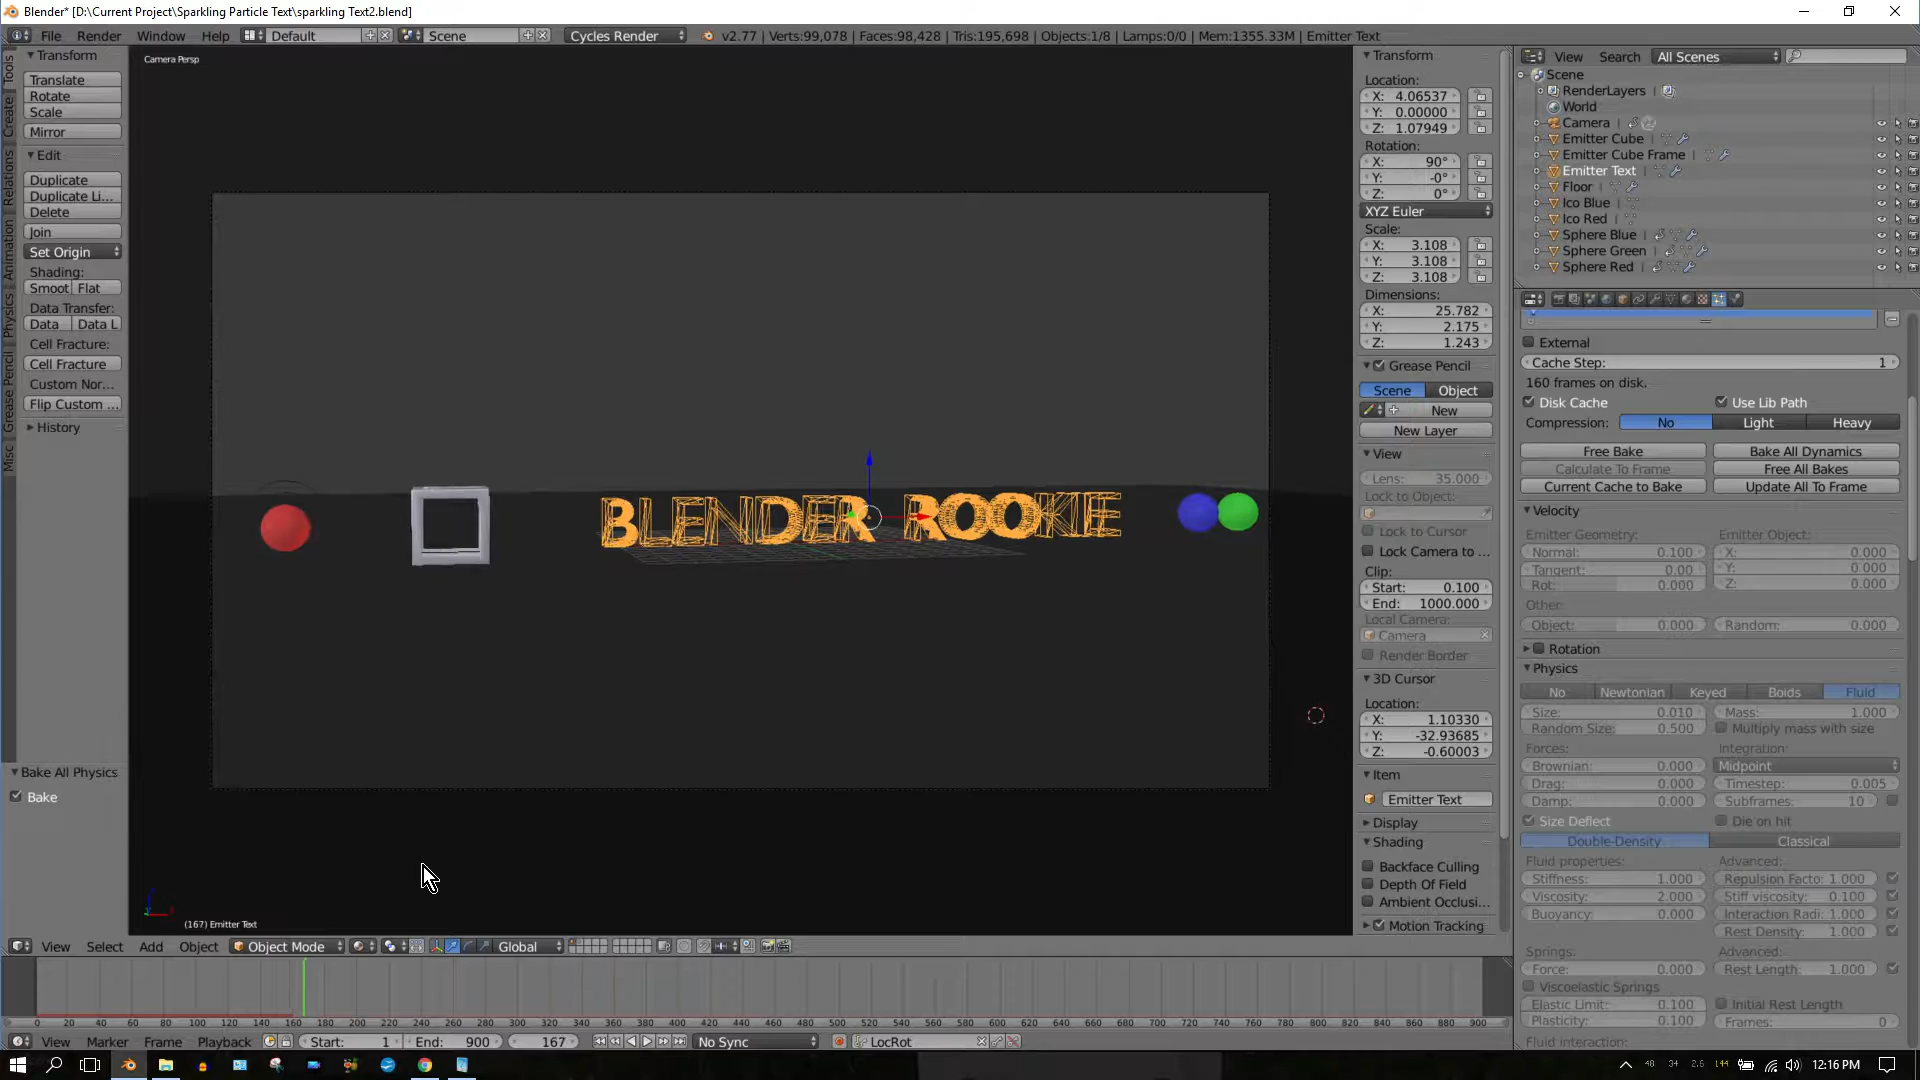 Blender* [D:\Current Project\Sparkling Particle Text\sparkling Text2.blend]
File Render Window Help Default Scene Cycles Render v2.77 | Verts:99,078 | Faces:98,428 | Tris:195,698 | Objects:1/8 | Lamps:0/0 | Mem:1355.33M | Emitter Text
Tools
Create
Relations
Animation
Physics
Grease Pencil
Misc
Transform
Translate
Rotate
Scale
Mirror
Edit
Duplicate
Duplicate Li...
Delete
Join
Set Origin
Shading:
Smoot Flat
Data Transfer:
Data Data L
Cell Fracture:
Cell Fracture
Custom Nor...
Flip Custom ...
History
Bake All Physics
Bake
Camera Persp
BLENDER ROOKIE
(167) Emitter Text
View Select Add Object Object Mode Global
Transform
Location:
X: 4.06537
Y: 0.00000
Z: 1.07949
Rotation:
X: 90°
Y: -0°
Z: 0°
XYZ Euler
Scale:
X: 3.108
Y: 3.108
Z: 3.108
Dimensions:
X: 25.782
Y: 2.175
Z: 1.243
Grease Pencil
Scene Object
New
New Layer
View
Lens: 35.000
Lock to Object:
Lock to Cursor
Lock Camera to ...
Clip:
Start: 0.100
End: 1000.000
Local Camera:
Camera
Render Border
3D Cursor
Location:
X: 1.10330
Y: -32.93685
Z: -0.60003
Item
Emitter Text
Display
Shading
Backface Culling
Depth Of Field
Ambient Occlusi...
Motion Tracking
View Search All Scenes
Scene
RenderLayers
World
Camera
Emitter Cube
Emitter Cube Frame
Emitter Text
Floor
Ico Blue
Ico Red
Sphere Blue
Sphere Green
Sphere Red
External
Cache Step: 1
160 frames on disk.
Disk Cache Use Lib Path
Compression: No Light Heavy
Free Bake Bake All Dynamics
Calculate To Frame Free All Bakes
Current Cache to Bake Update All To Frame
Velocity
Emitter Geometry: Emitter Object:
Normal: 0.100 X: 0.000
Tangent: 0.00 Y: 0.000
Rot: 0.000 Z: 0.000
Other:
Object: 0.000 Random: 0.000
Rotation
Physics
No Newtonian Keyed Boids Fluid
Size: 0.010 Mass: 1.000
Random Size: 0.500 Multiply mass with size
Forces: Integration:
Brownian: 0.000 Midpoint
Drag: 0.000 Timestep: 0.005
Damp: 0.000 Subframes: 10
Size Deflect Die on hit
Double-Density Classical
Fluid properties: Advanced:
Stiffness: 1.000 Repulsion Facto: 1.000
Viscosity: 2.000 Stiff viscosity: 0.100
Buoyancy: 0.000 Interaction Radi: 1.000
Rest Density: 1.000
Springs: Advanced:
Force: 0.000 Rest Length: 1.000
Viscoelastic Springs
Elastic Limit: 0.100 Initial Rest Length
Plasticity: 0.100 Frames: 0
Fluid interaction:
0 20 40 60 80 100 120 140 160 180 200 220 240 260 280 300 320 340 360 380 400 420 440 460 480 500 520 540 560 580 600 620 640 660 680 700 720 740 760 780 800 820 840 860 880 900
View Marker Frame Playback Start: 1 End: 900 167 No Sync LocRot
48 34 2.6 144 12:16 PM